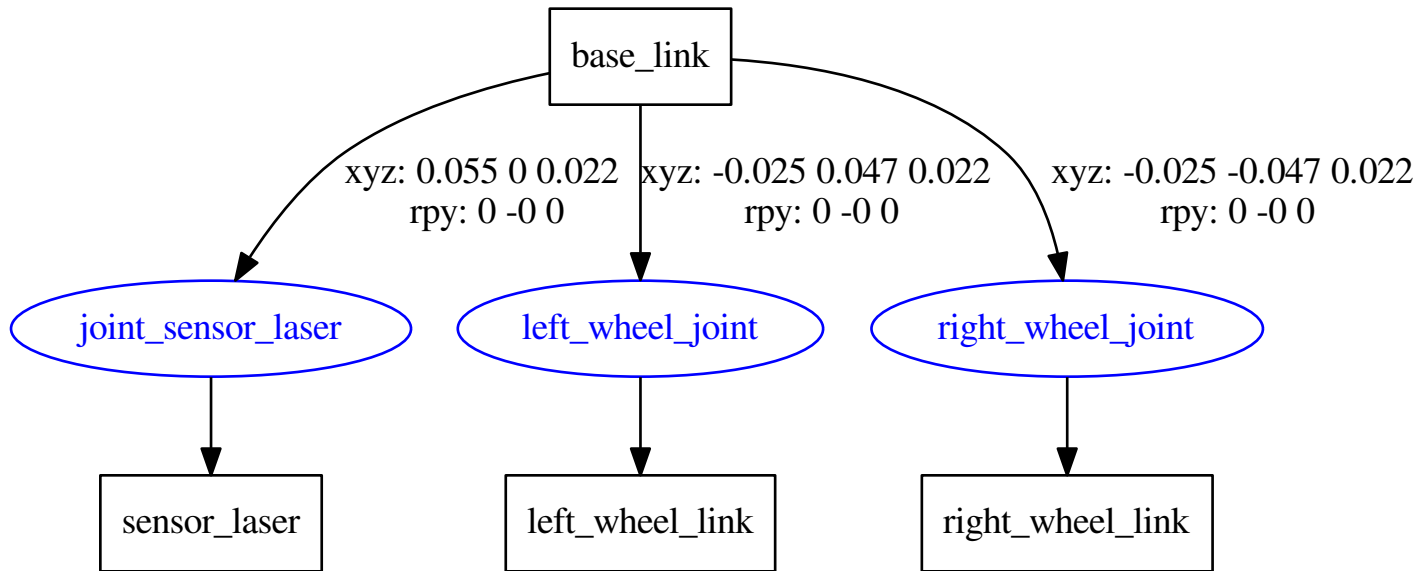 base_link
xyz: 0.055 0 0.022
rpy: 0 -0 0
xyz: -0.025 0.047 0.022
rpy: 0 -0 0
xyz: -0.025 -0.047 0.022
rpy: 0 -0 0
joint_sensor_laser
left_wheel_joint
right_wheel_joint
sensor_laser
left_wheel_link
right_wheel_link